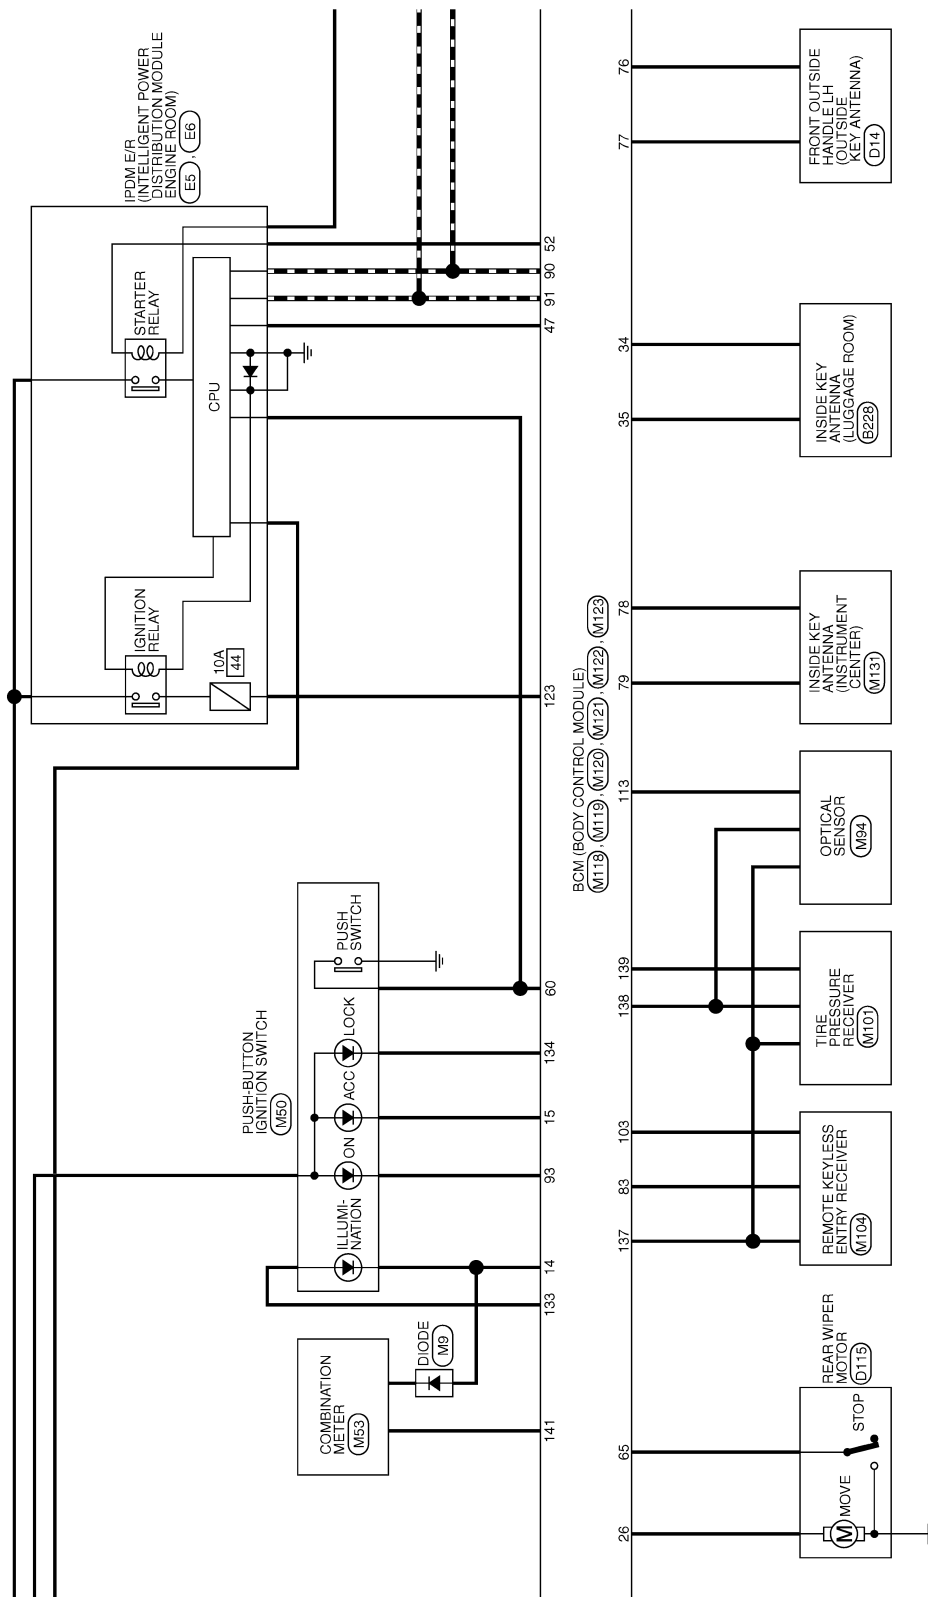 IPDM E/R
(INTELLIGENT POWER
DISTRIBUTION MODULE
ENGINE ROOM)
E5 , E6
STARTER
RELAY
CPU
IGNITION
RELAY
10A
44
52
90
91
47
123
PUSH-BUTTON
IGNITION SWITCH
M50
PUSH
SWITCH
LOCK
ACC
ON
ILLUMI-
NATION
60
134
15
93
14
133
141
COMBINATION
METER
M53
DIODE
M9
BCM (BODY CONTROL MODULE)
M118 , M119 , M120 , M121 , M122 , M123
76
77
34
35
78
79
113
139
138
103
83
137
65
26
FRONT OUTSIDE
HANDLE LH
(OUTSIDE
KEY ANTENNA)
D14
INSIDE KEY
ANTENNA
(LUGGAGE ROOM)
B228
INSIDE KEY
ANTENNA
(INSTRUMENT
CENTER)
M131
OPTICAL
SENSOR
M94
TIRE
PRESSURE
RECEIVER
M101
REMOTE KEYLESS
ENTRY RECEIVER
M104
REAR WIPER
MOTOR
D115
STOP
MOVE
M